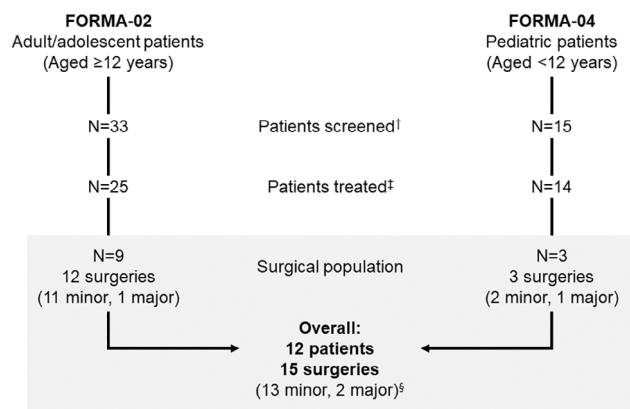 FORMA-02
Adult/adolescent patients
(Aged ≥12 years)
FORMA-04
Pediatric patients
(Aged <12 years)
N=33
Patients screened†
N=15
N=25
Patients treated‡
N=14
N=9
12 surgeries
(11 minor, 1 major)
Surgical population
N=3
3 surgeries
(2 minor, 1 major)
Overall:
12 patients
15 surgeries
(13 minor, 2 major)§